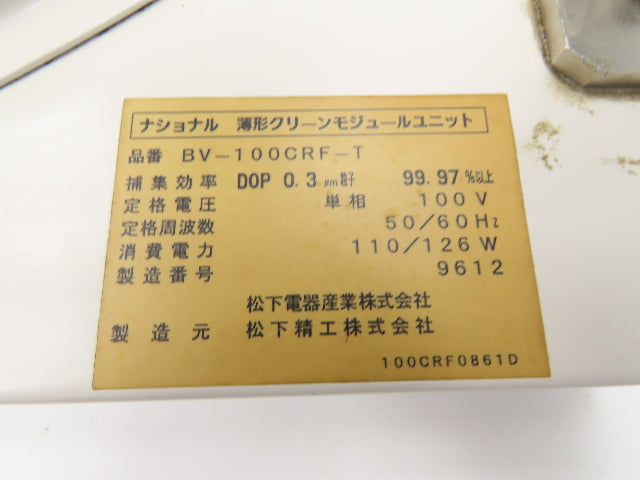 ナショナル 薄形クリーンモジュールユニット
品番 BV-100CRF-T
捕集効率 DOP 0.3μm粒子 99.97%以上
定格電圧 単相 100V
定格周波数 50/60Hz
消費電力 110/126W
製造番号 9612
松下電器産業株式会社
製造元 松下精工株式会社
100CRF0861D